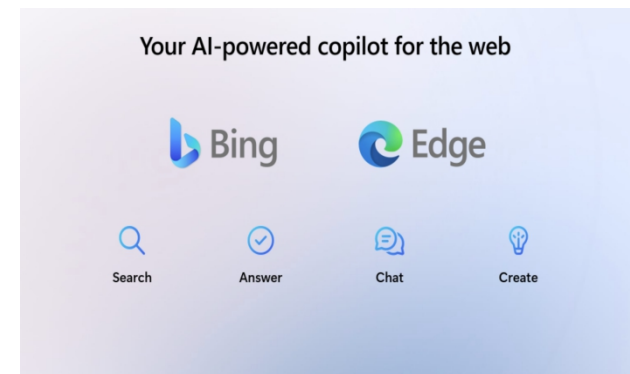 Your AI-powered copilot for the web
Bing Edge
Search Answer Chat Create